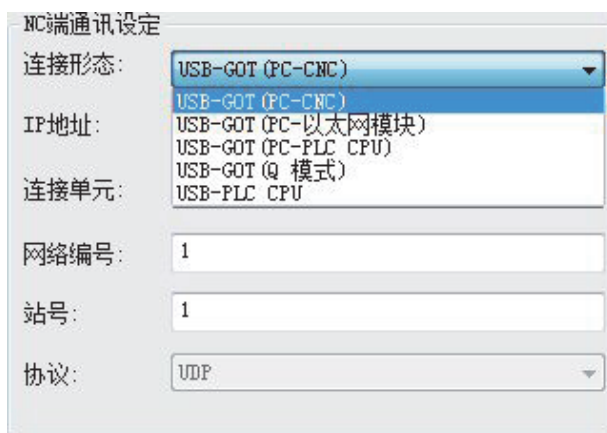 NC端通讯设定
连接形态:
USB-GOT(PC-CNC)
USB-GOT(PC-CNC)
IP地址:
USB-GOT(PC-以太网模块)
USB-GOT(PC-PLC CPU)
USB-GOT(Q 模式)
连接单元:
USB-PLC CPU
网络编号:
1
站号:
1
协议:
UDP